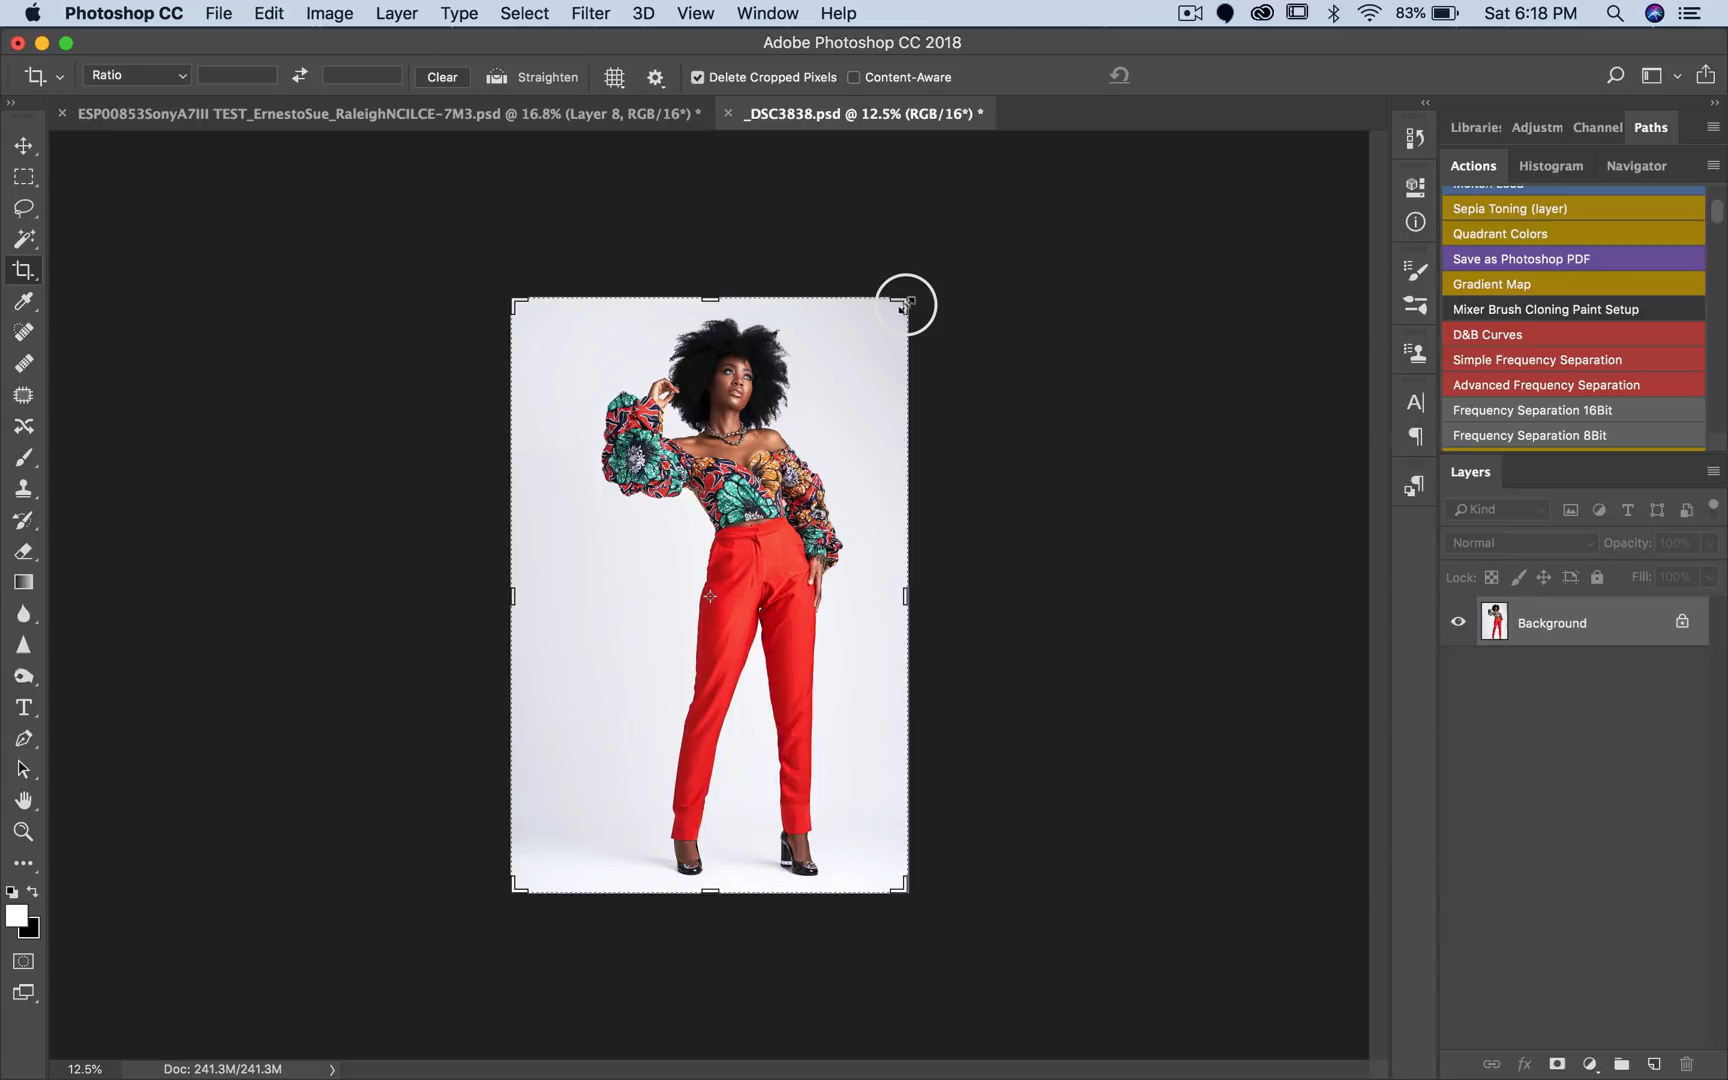 Photoshop CC File Edit Image Layer Type Select Filter 3D View Window Help 83% Sat 6:18 PM
Adobe Photoshop CC 2018
Ratio Clear Straighten Delete Cropped Pixels Content-Aware
ESP00853SonyA7III TEST_ErnestoSue_RaleighNCILCE-7M3.psd @ 16.8% (Layer 8, RGB/16*) * _DSC3838.psd @ 12.5% (RGB/16*) *
Libraries Adjustm Channel Paths
Actions Histogram Navigator
Sepia Toning (layer)
Quadrant Colors
Save as Photoshop PDF
Gradient Map
Mixer Brush Cloning Paint Setup
D&B Curves
Simple Frequency Separation
Advanced Frequency Separation
Frequency Separation 16Bit
Frequency Separation 8Bit
Layers
Kind
Normal Opacity: 100%
Lock: Fill: 100%
Background
12.5% Doc: 241.3M/241.3M